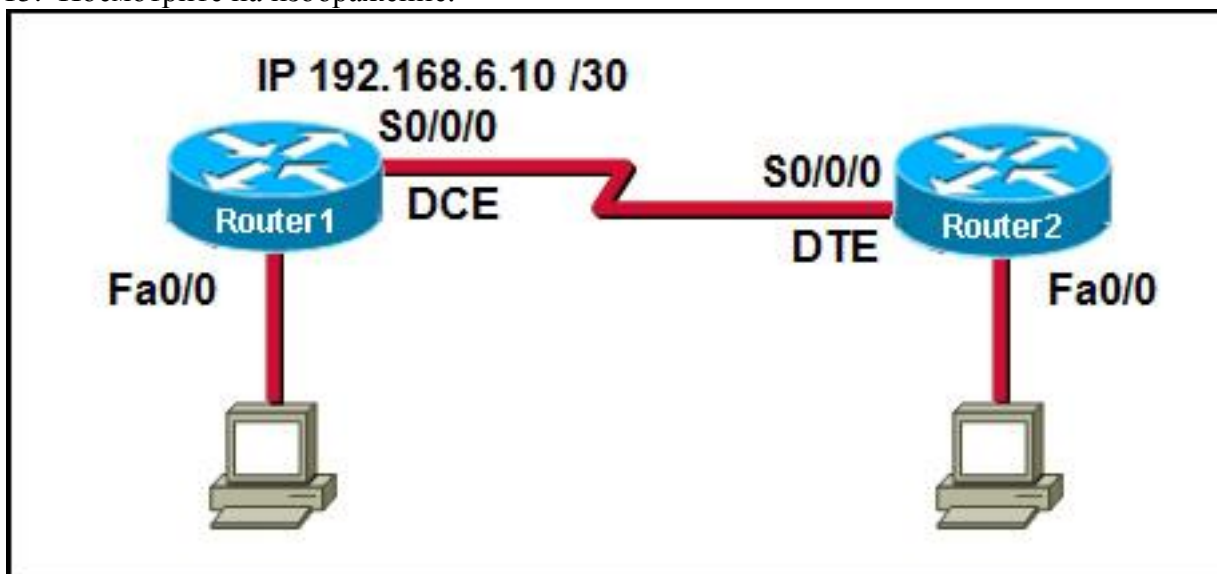 IP 192.168.6.10 /30
S0/0/0
S0/0/0
Router1
DCE
Router2
DTE
Fa0/0
Fa0/0